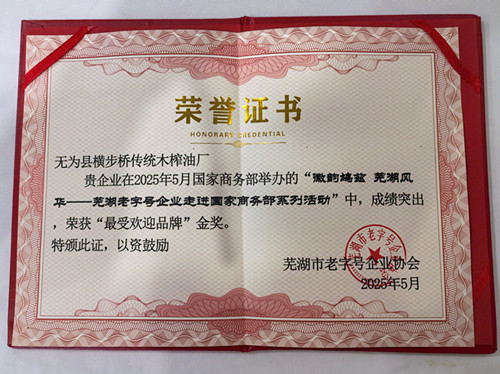 荣誉证书
HONORARY CREDENTIAL
无为县横步桥传统木榨油厂
贵企业在2025年5月国家商务部举办的“徽韵绵兹 芜湖风
华——芜湖老字号企业走进国家商务部系列活动”中，成绩突出
，荣获“最受欢迎品牌”金奖。
特颁此证，以资鼓励
芜湖市老字号企业协会
2025年5月